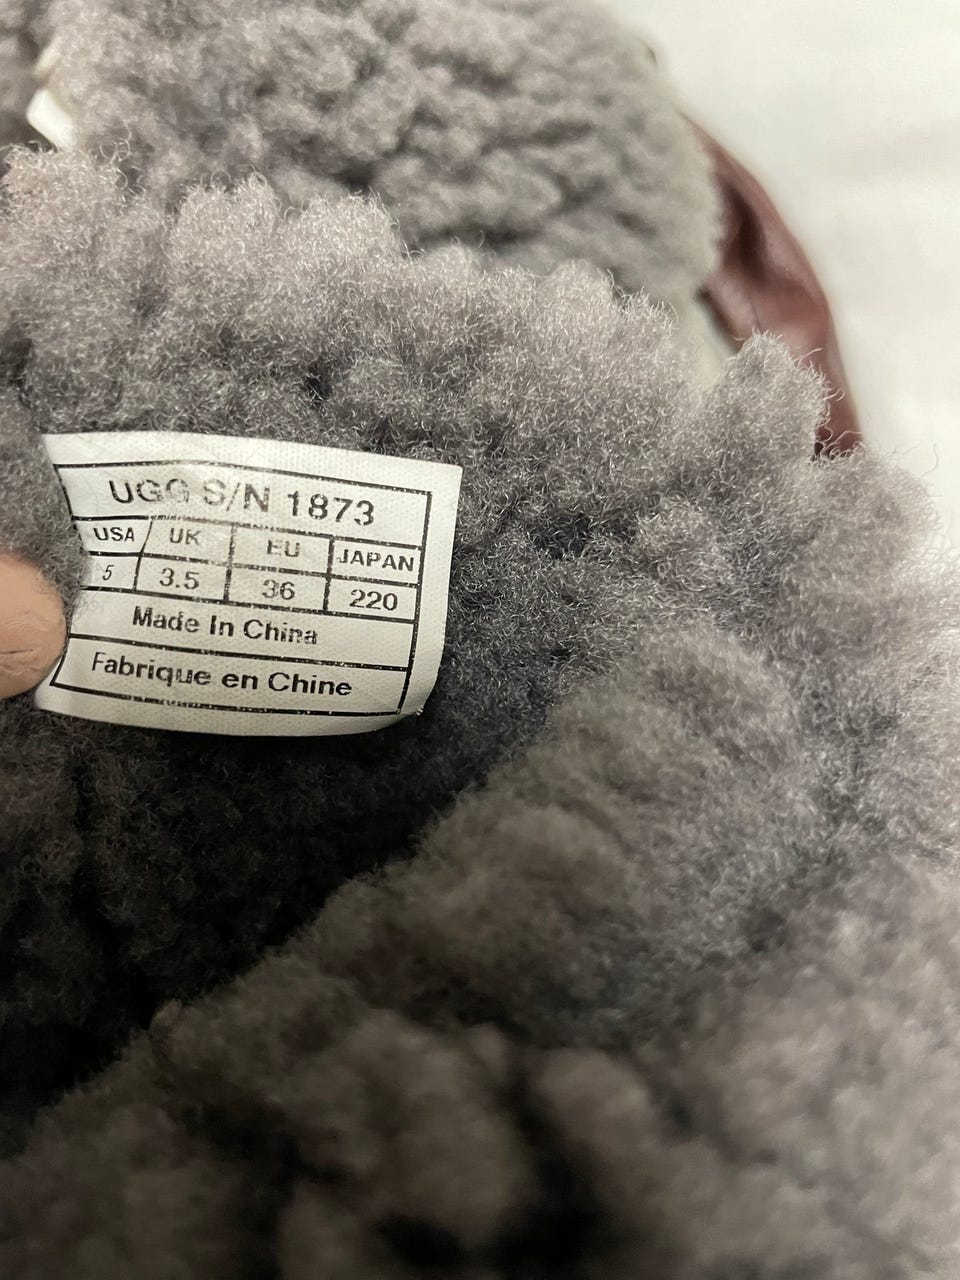 UGG S/N 1873
USA UK EU JAPAN
5 3.5 36 220
Made In China
Fabrique en Chine